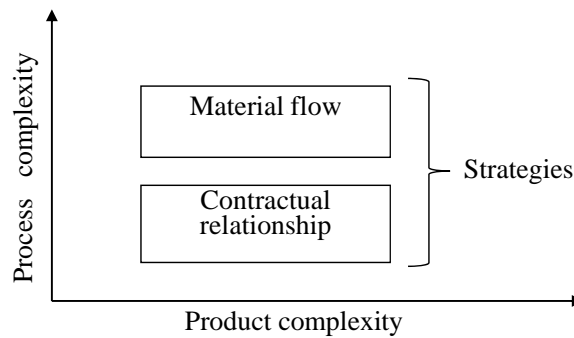 Process complexity
Material flow
Contractual
relationship
Strategies
Product complexity